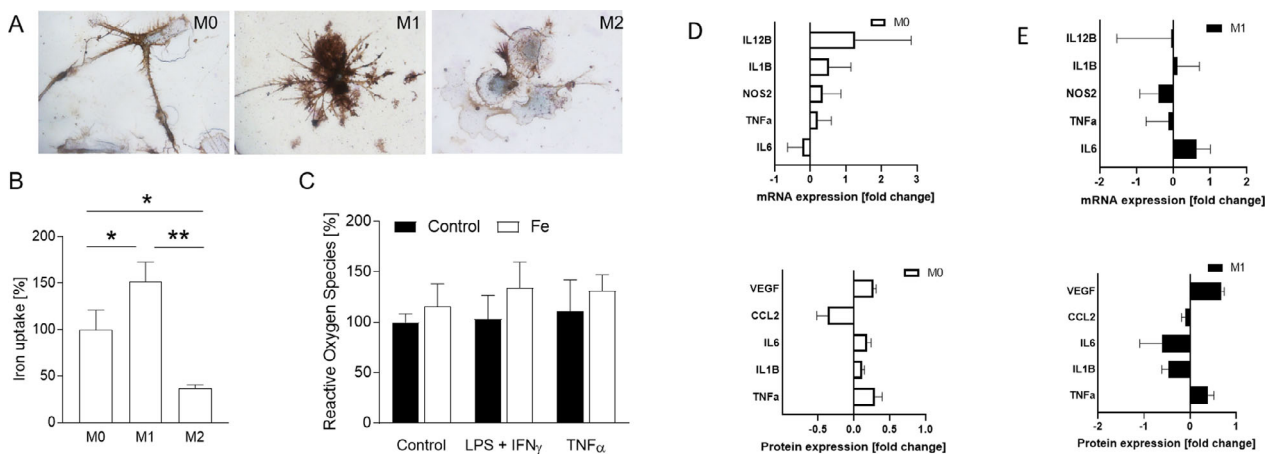 A
M0
M1
M2
B
Iron uptake [%]
200
150
100
50
0
*
*
**
M0 M1 M2
C
Reactive Oxygen Species [%]
200
150
100
50
0
Control Fe
Control LPS + IFNγ TNFα
D
M0
IL12B
IL1B
NOS2
TNFa
IL6
-1 0 1 2 3
mRNA expression [fold change]
M0
VEGF
CCL2
IL6
IL1B
TNFa
-0.5 0.0 0.5 1.0
Protein expression [fold change]
E
M1
IL12B
IL1B
NOS2
TNFa
IL6
-2 -1 0 1 2
mRNA expression [fold change]
M1
VEGF
CCL2
IL6
IL1B
TNFa
-2 -1 0 1
Protein expression [fold change]